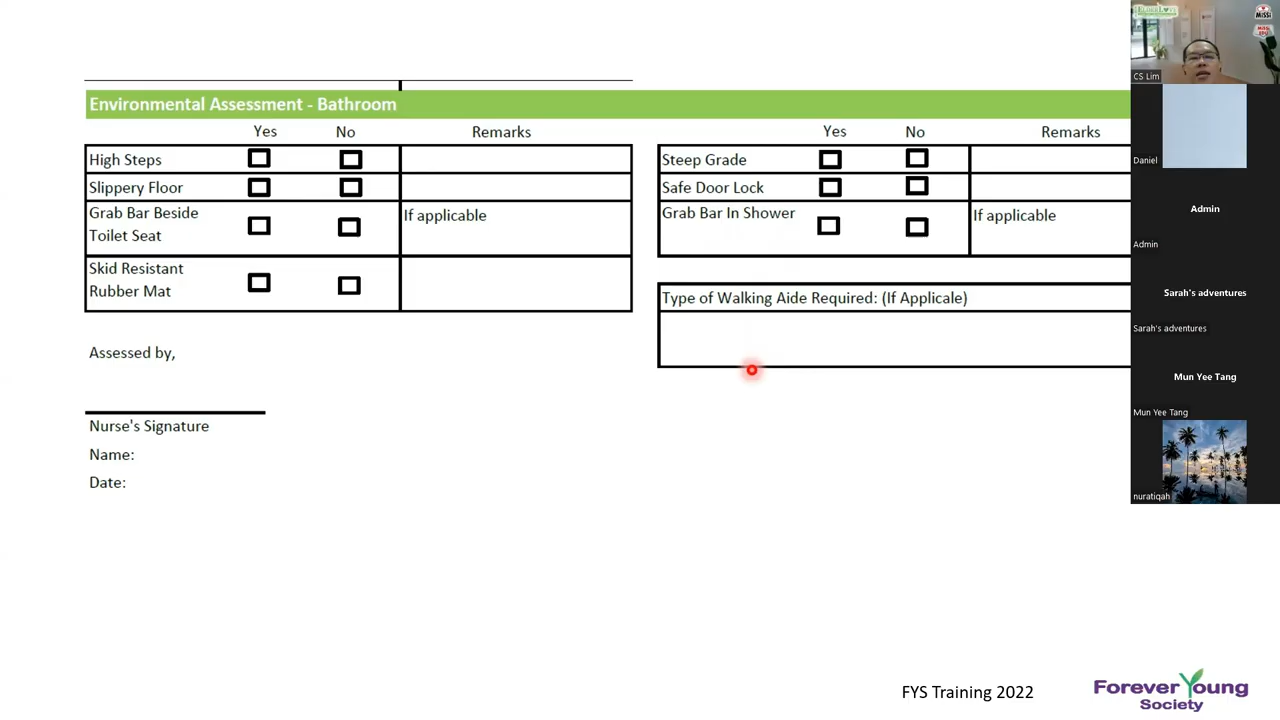 Environmental Assessment - Bathroom
Yes No Remarks
High Steps
Slippery Floor
Grab Bar Beside
Toilet Seat
If applicable
Skid Resistant
Rubber Mat
Yes No Remarks
Steep Grade
Safe Door Lock
Grab Bar In Shower
If applicable
Type of Walking Aide Required: (If Applicale)
Assessed by,
Nurse's Signature
Name:
Date:
CS Lim
Daniel
Admin
Admin
Sarah's adventures
Sarah's adventures
Mun Yee Tang
Mun Yee Tang
nuratiqah
FYS Training 2022
Forever Young
Society